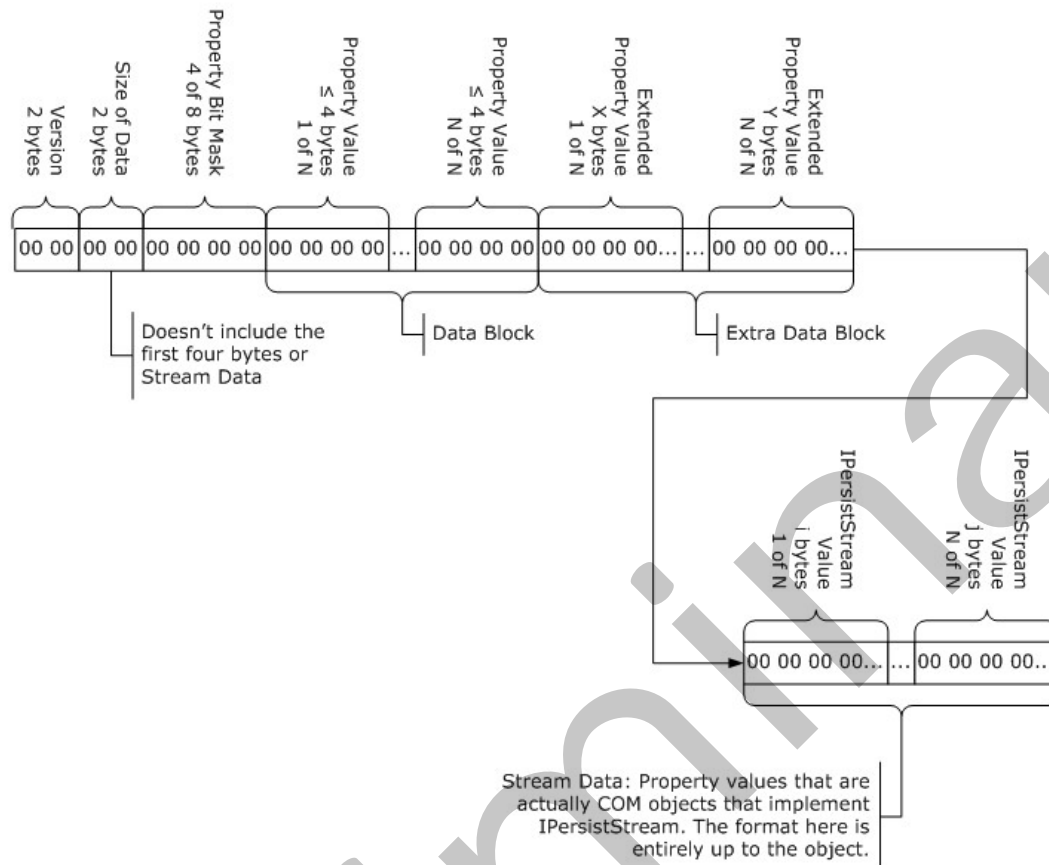 Version
2 bytes
Size of Data
2 bytes
Property Bit Mask
4 of 8 bytes
Property Value
≤ 4 bytes
1 of N
Property Value
≤ 4 bytes
N of N
Extended
Property Value
X bytes
1 of N
Extended
Property Value
Y bytes
N of N
00 00 00 00 00 00 00 00 00 00 00 00 ... 00 00 00 00 00 00 00 00... ... 00 00 00 00...
Doesn't include the
first four bytes or
Stream Data
Data Block
Extra Data Block
IPersistStream
Value
i bytes
1 of N
IPersistStream
Value
j bytes
N of N
00 00 00 00... ... 00 00 00 00...
Stream Data: Property values that are
actually COM objects that implement
IPersistStream. The format here is
entirely up to the object.